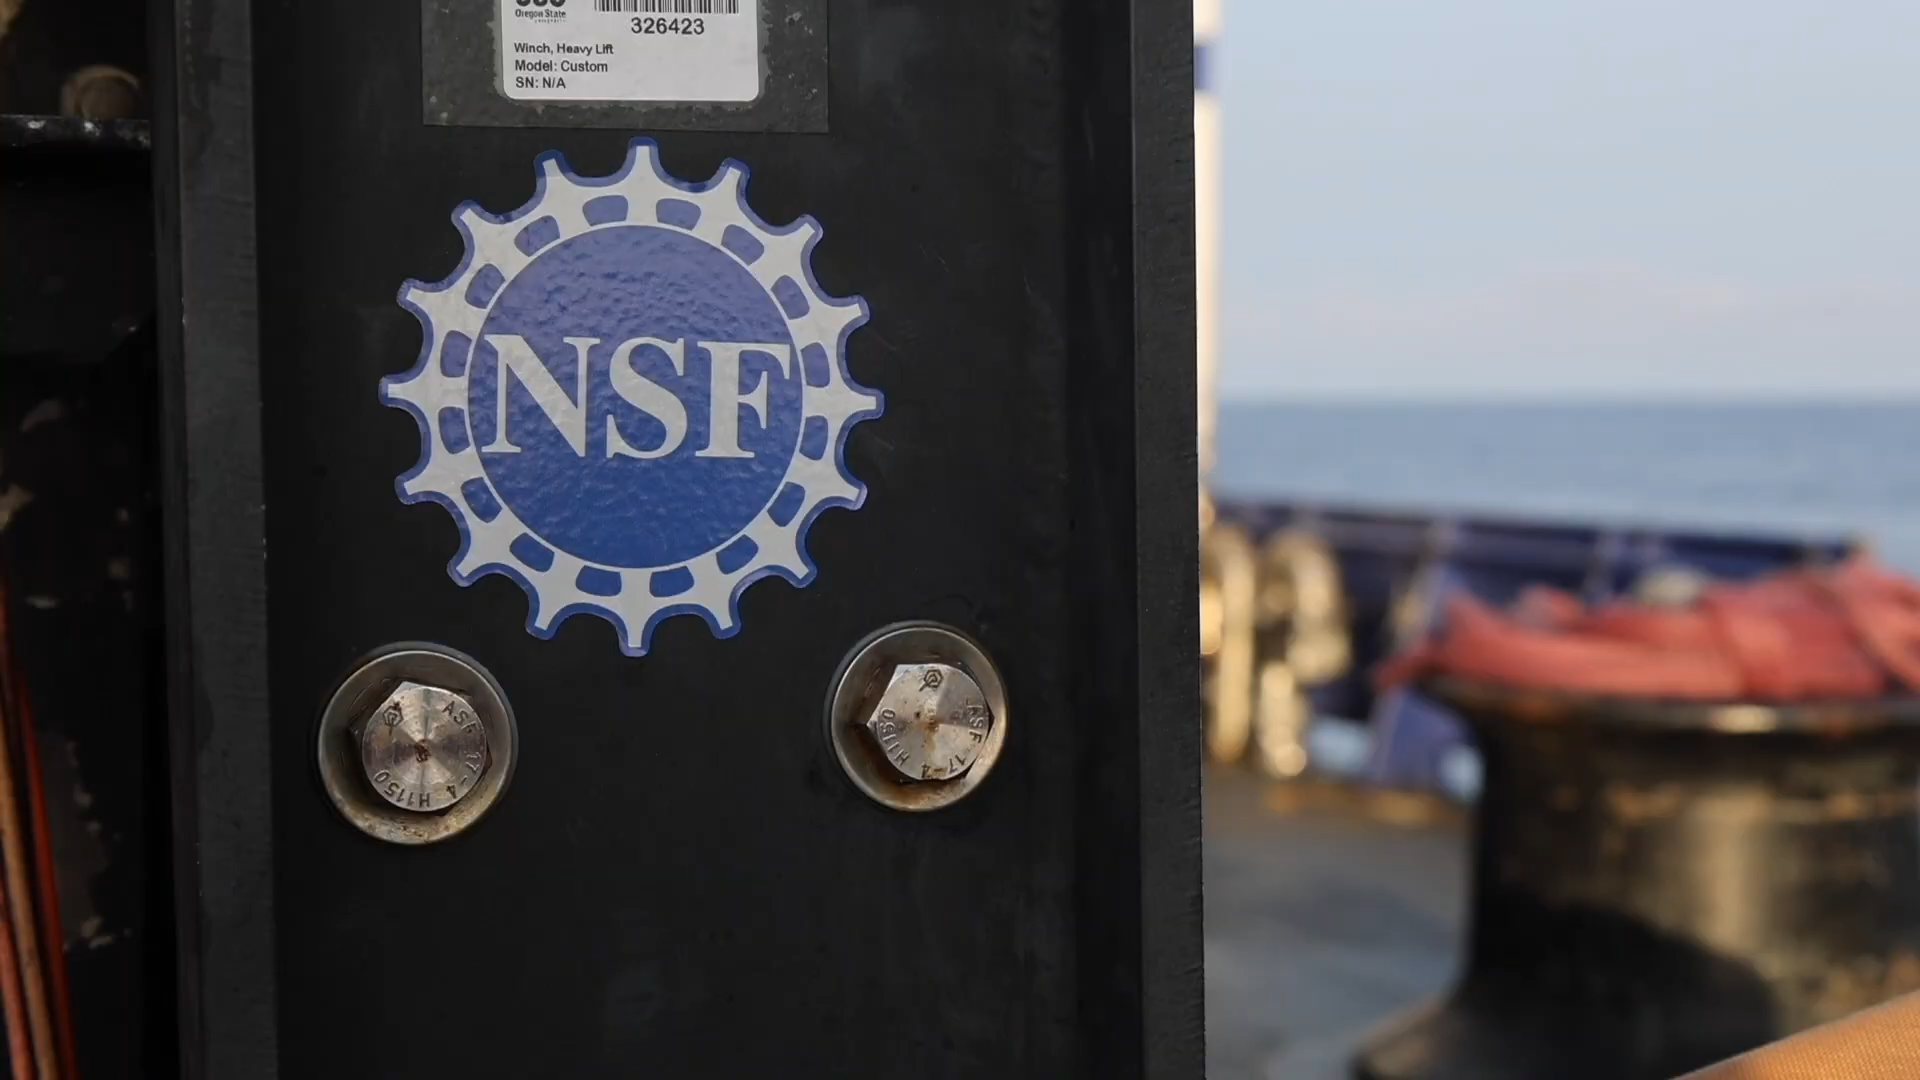 Oregon State
326423
Winch, Heavy Lift
Model: Custom
SN: N/A
NSF
ASF 17-4 H1150
ASF 17-4 H1150